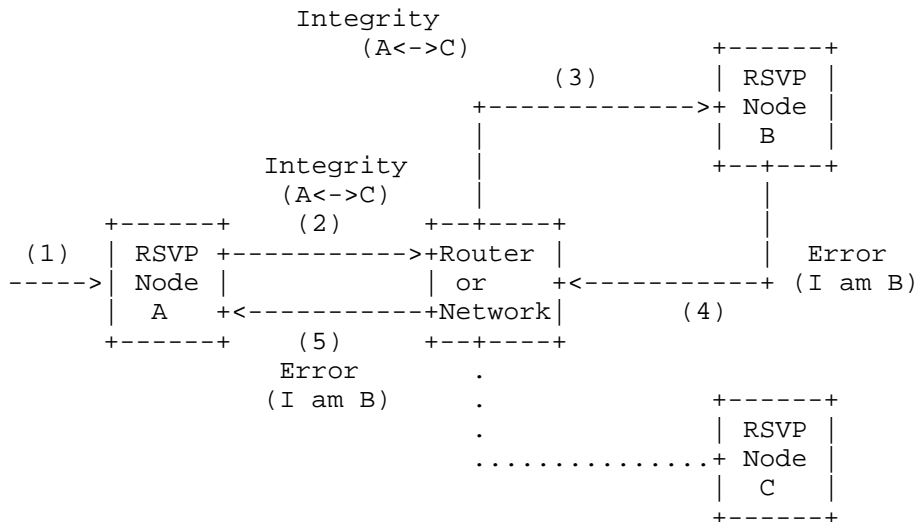 Integrity
(A<->C)                +------+
(3)        | RSVP |
+------------->+ Node |
|              |  B   |
Integrity    |              +--+---+
(A<->C)     |                 |
+------+    (2)     +--+----+            |
(1)  | RSVP +----------->+Router |            |  Error
----->| Node |            |  or   +<-----------+ (I am B)
|  A   +<-----------+Network|     (4)
+------+    (5)     +--+----+
Error        .
(I am B)      .              +------+
.              | RSVP |
...............+ Node |
|  C   |
+------+